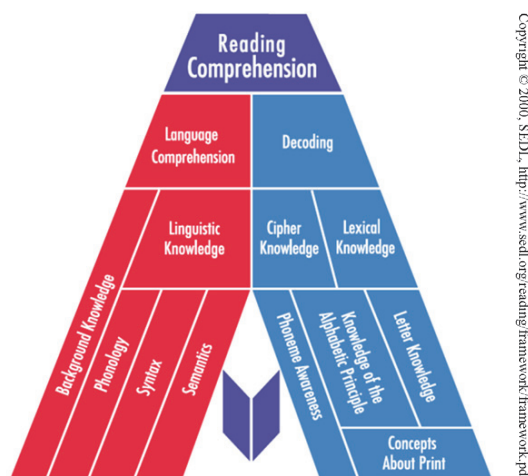 Reading
Comprehension
Language
Comprehension
Decoding
Linguistic
Knowledge
Cipher
Knowledge
Lexical
Knowledge
Background Knowledge
Phonology
Syntax
Semantics
Phoneme Awareness
Knowledge of the
Alphabetic Principle
Letter Knowledge
Concepts
About Print
Copyright © 2000, SEDL, http://www.sedl.org/reading/framework/framework.pd